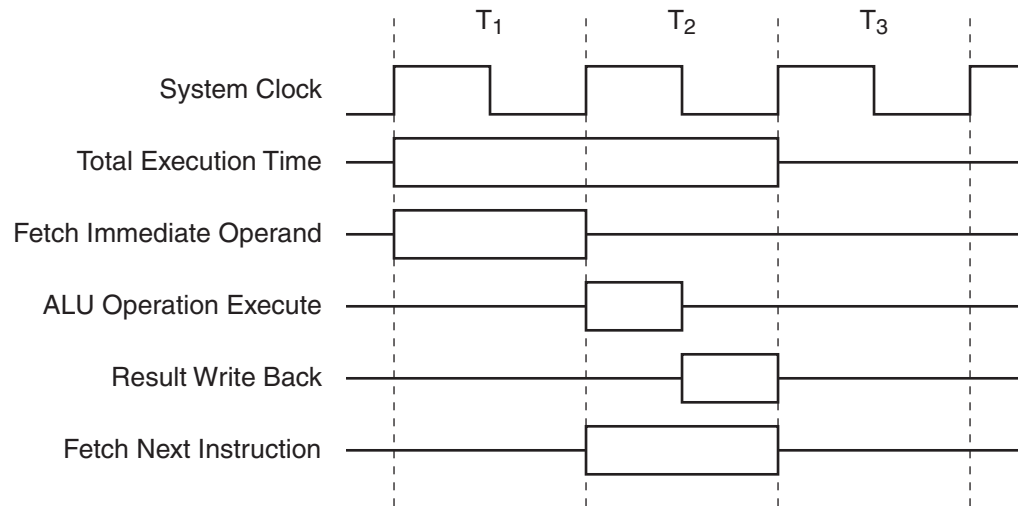 T1 T2 T3
System Clock
Total Execution Time
Fetch Immediate Operand
ALU Operation Execute
Result Write Back
Fetch Next Instruction